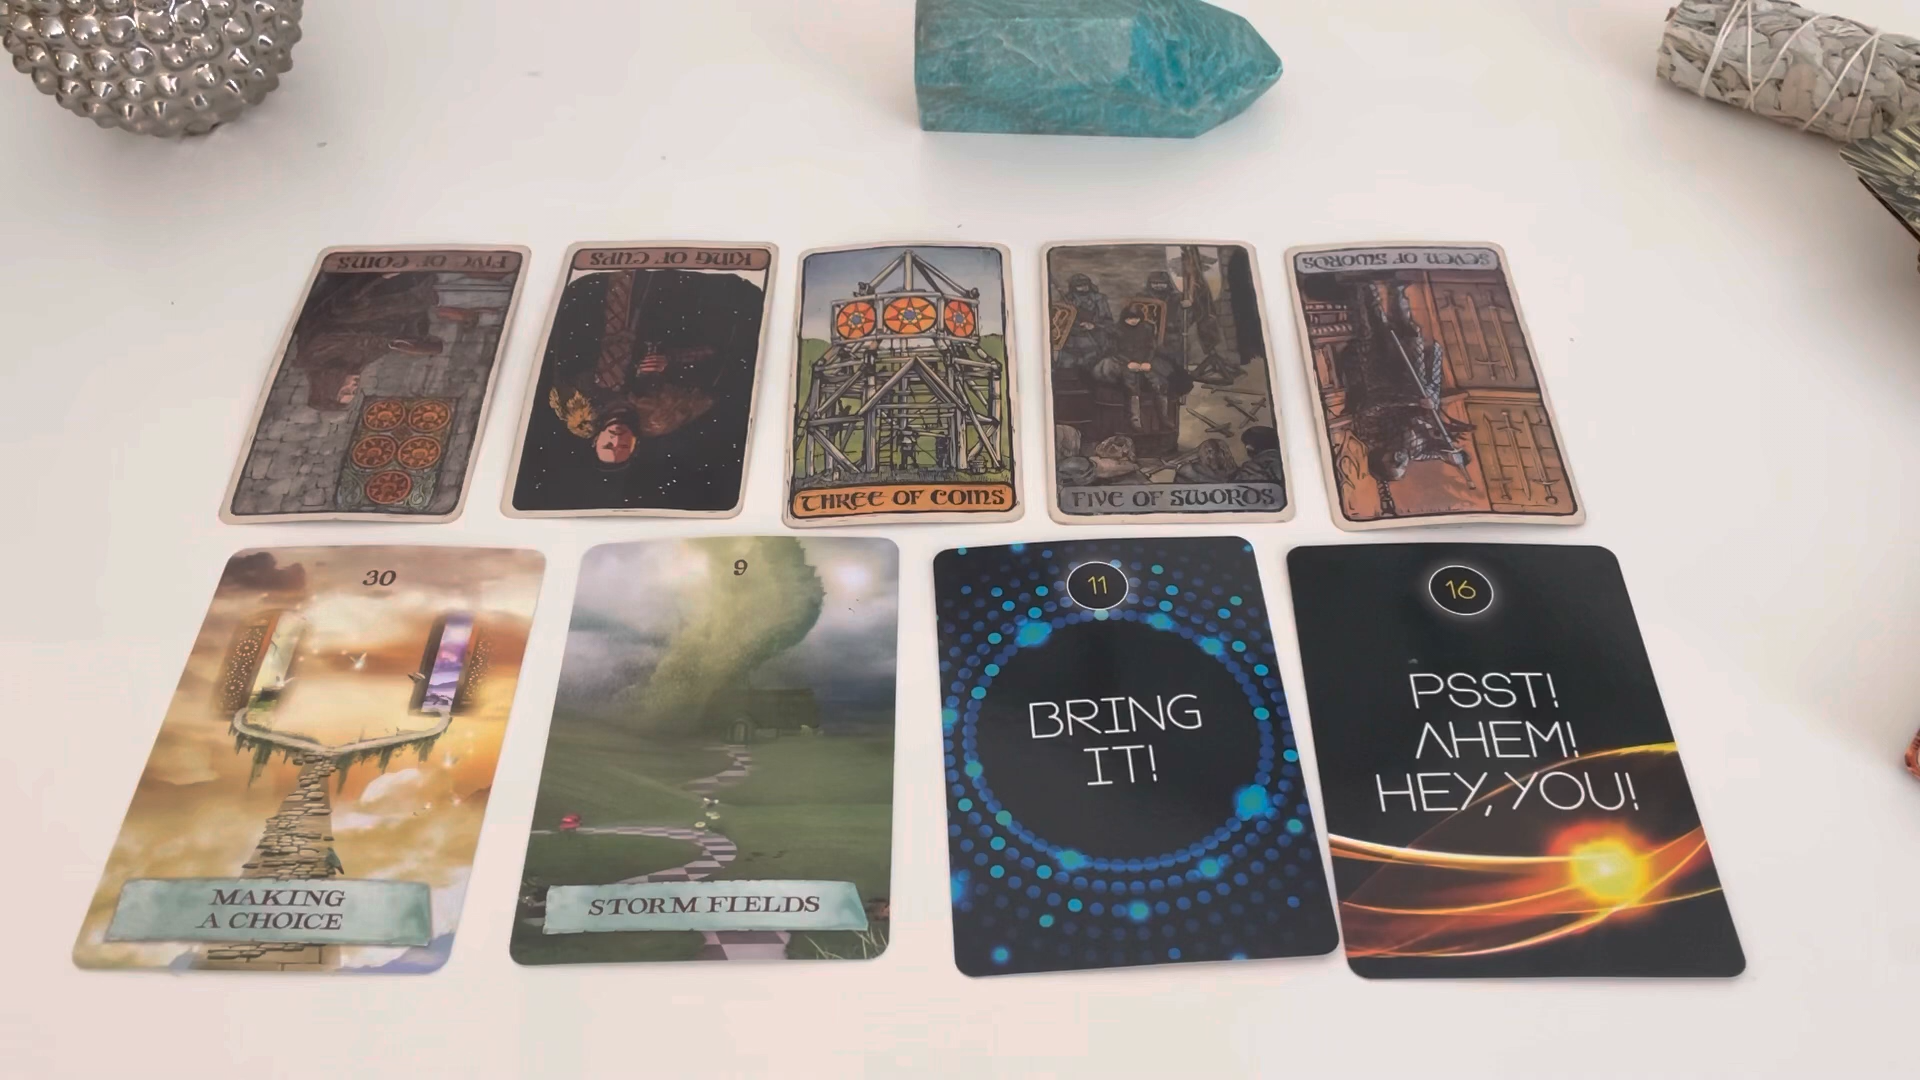 FIVE OF COINS
KING OF CUPS
THREE OF COINS
FIVE OF SWORDS
SEVEN OF SWORDS
30
MAKING
A CHOICE
9
STORM FIELDS
11
BRING
IT!
16
PSST!
AHEM!
HEY, YOU!